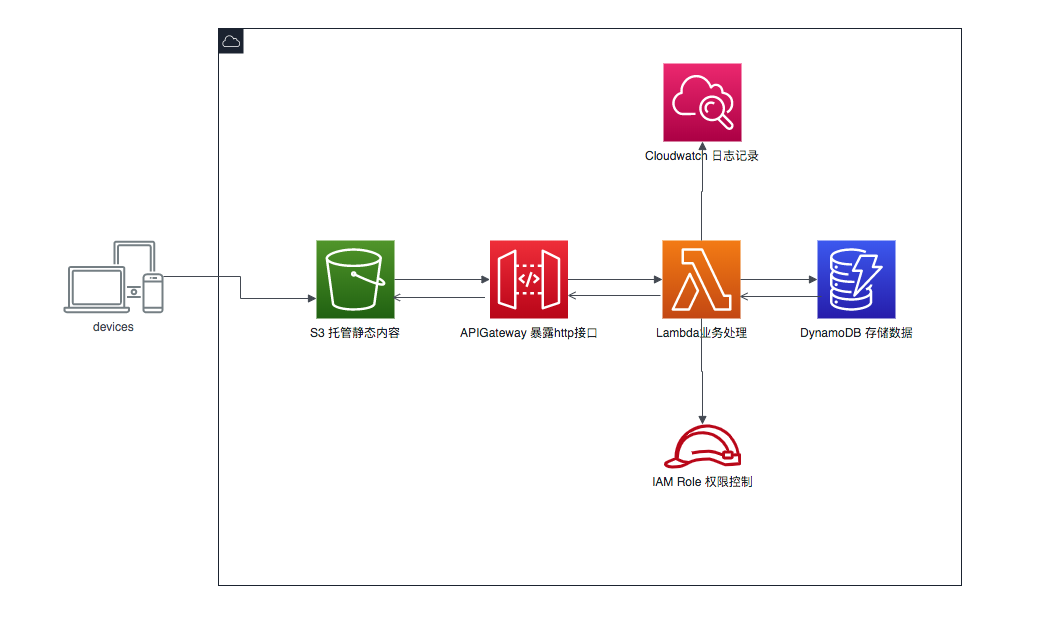 Cloudwatch 日志记录
devices
S3 托管静态内容
APIGateway 暴露http接口
Lambda业务处理
DynamoDB 存储数据
IAM Role 权限控制